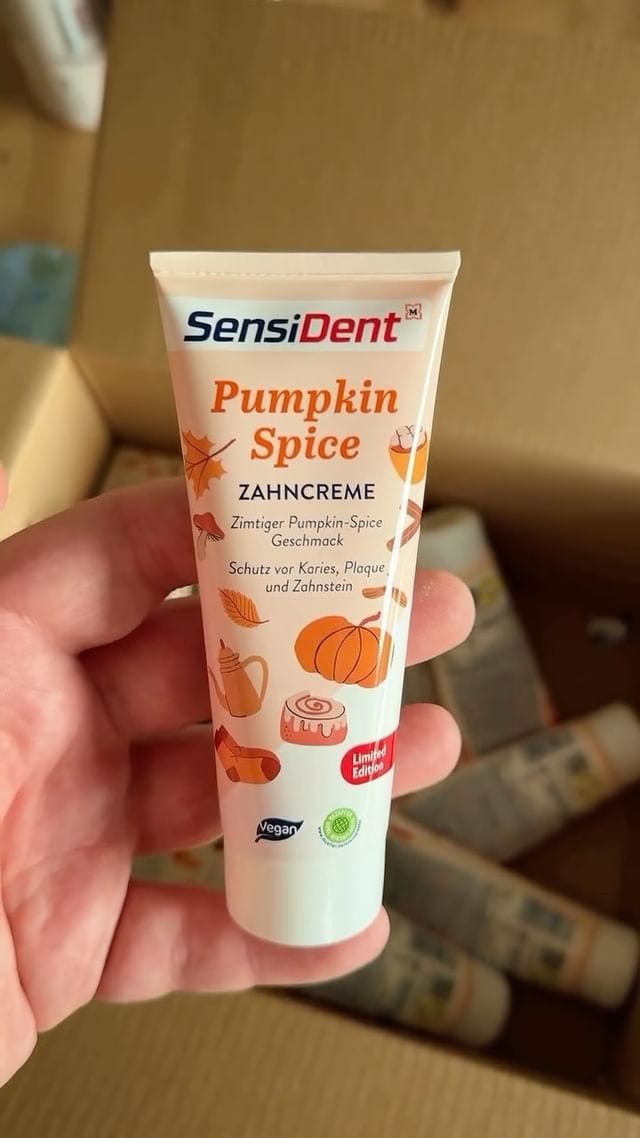 SensiDent
M
Pumpkin
Spice
ZAHNCREME
Zimtiger Pumpkin-Spice
Geschmack
Schutz vor Karies, Plaque
und Zahnstein
Limited
Edition
Vegan